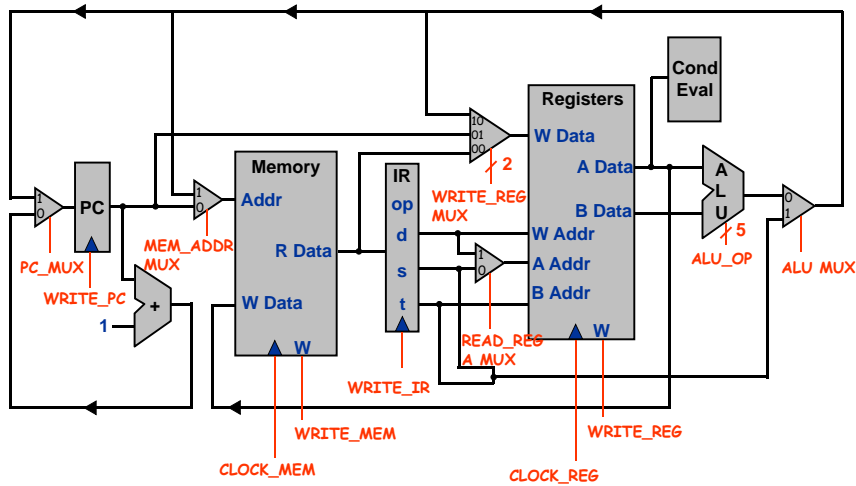 Cond
Eval
Registers
10
01
00
W Data
2
WRITE_REG
MUX
A Data
B Data
A
L
U
5
ALU_OP
0
1
ALU MUX
Memory
1
0
Addr
MEM_ADDR
MUX
R Data
W Data
W
IR
op
d
s
t
1
0
READ_REG
A MUX
W Addr
A Addr
B Addr
W
1
0
PC
PC_MUX
WRITE_PC
+
1
WRITE_IR
WRITE_MEM
WRITE_REG
CLOCK_MEM
CLOCK_REG